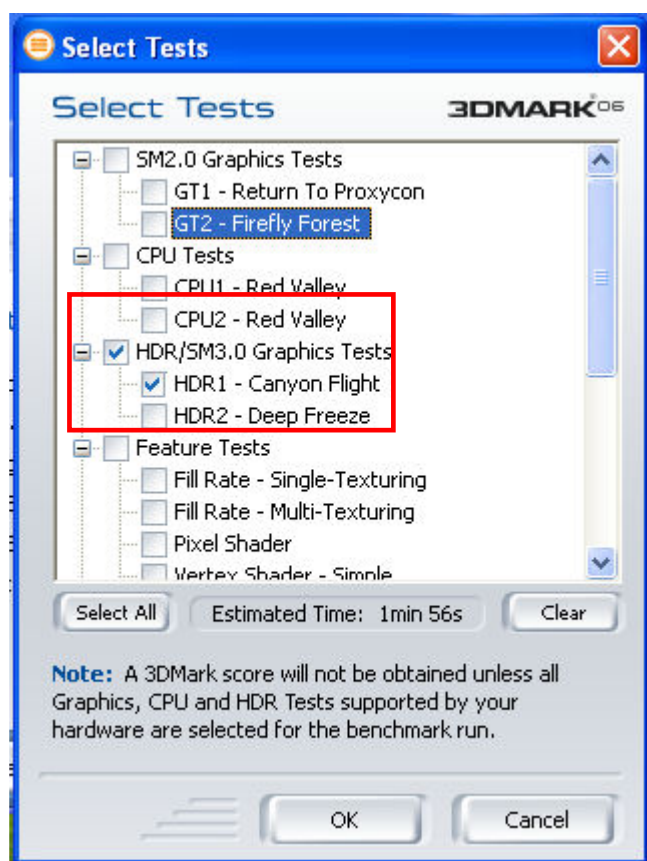 Select Tests
Select Tests 3DMARK®06
SM2.0 Graphics Tests
GT1 - Return To Proxycon
GT2 - Firefly Forest
CPU Tests
CPU1 - Red Valley
CPU2 - Red Valley
HDR/SM3.0 Graphics Tests
HDR1 - Canyon Flight
HDR2 - Deep Freeze
Feature Tests
Fill Rate - Single-Texturing
Fill Rate - Multi-Texturing
Pixel Shader
Vertex Shader - Simple
Select All Estimated Time: 1min 56s Clear
Note: A 3DMark score will not be obtained unless all
Graphics, CPU and HDR Tests supported by your
hardware are selected for the benchmark run.
OK Cancel